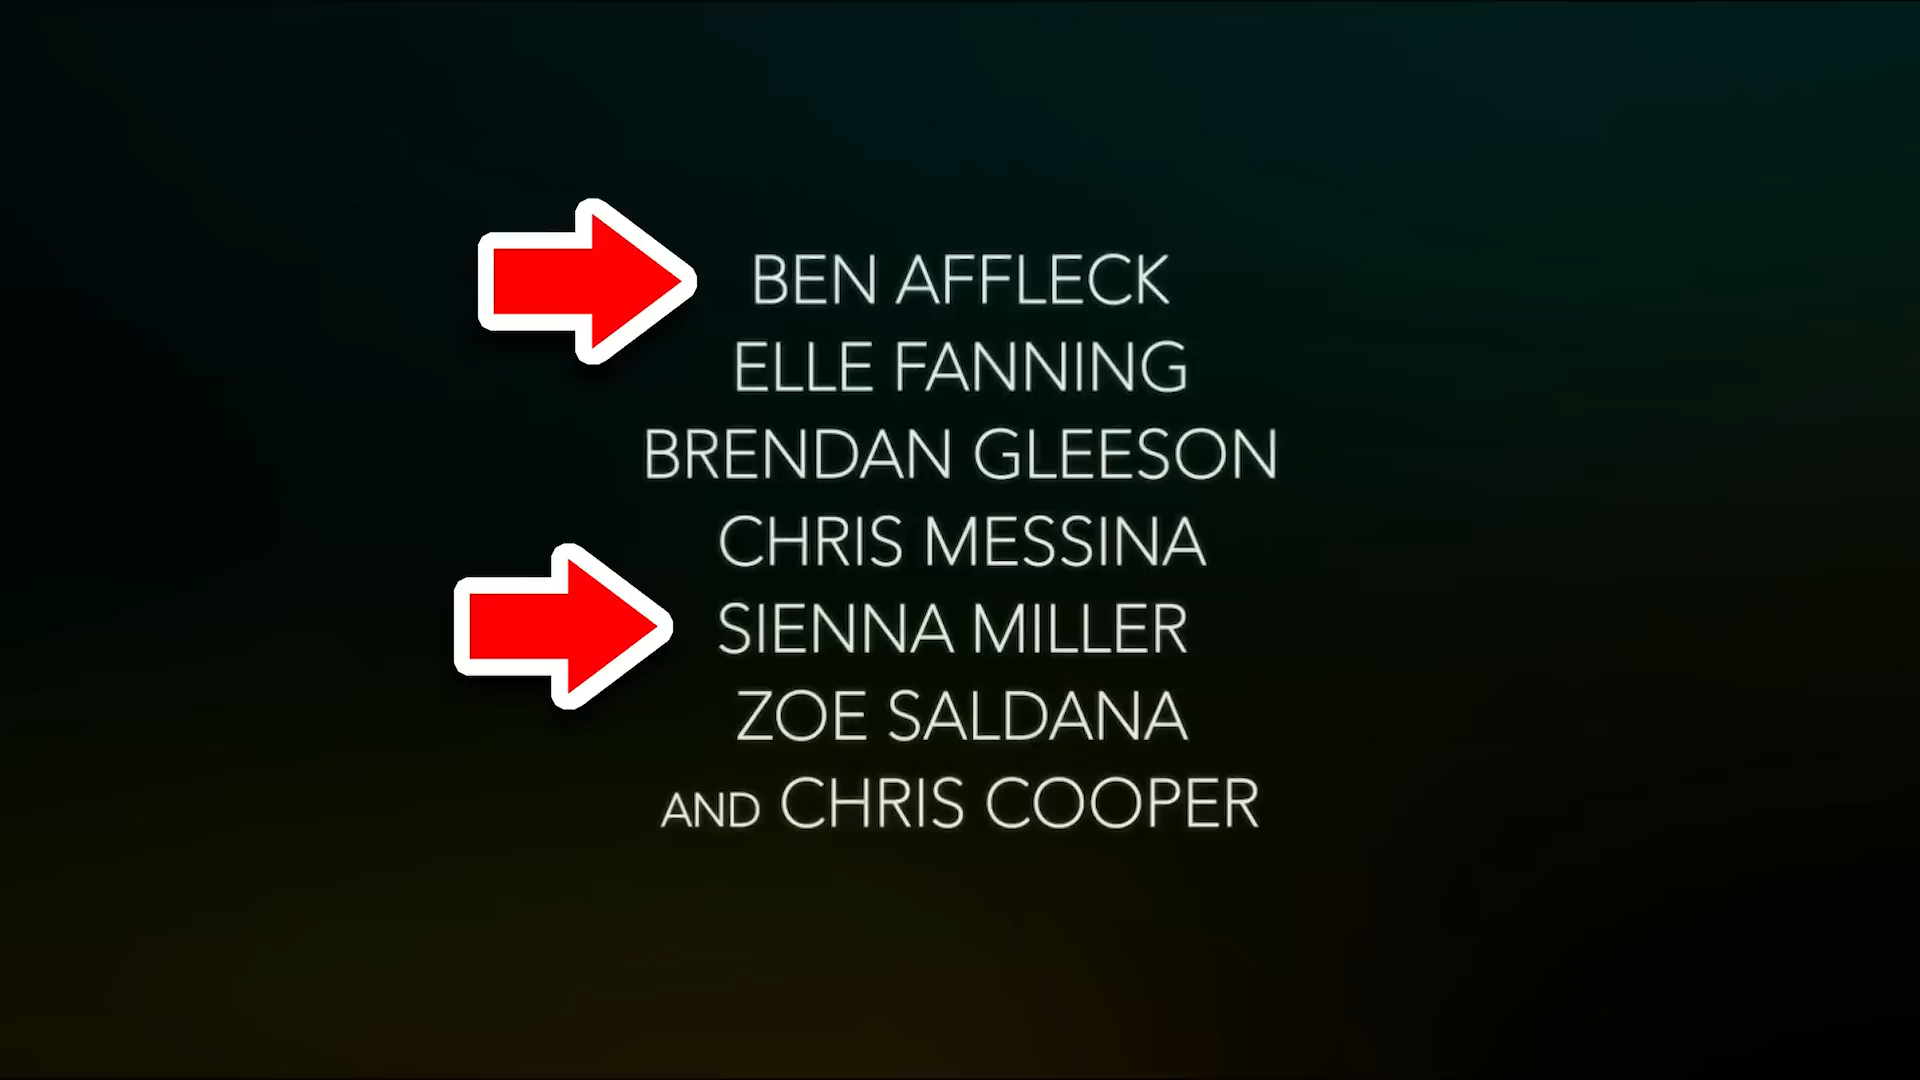 BEN AFFLECK
ELLE FANNING
BRENDAN GLEESON
CHRIS MESSINA
SIENNA MILLER
ZOE SALDANA
AND CHRIS COOPER